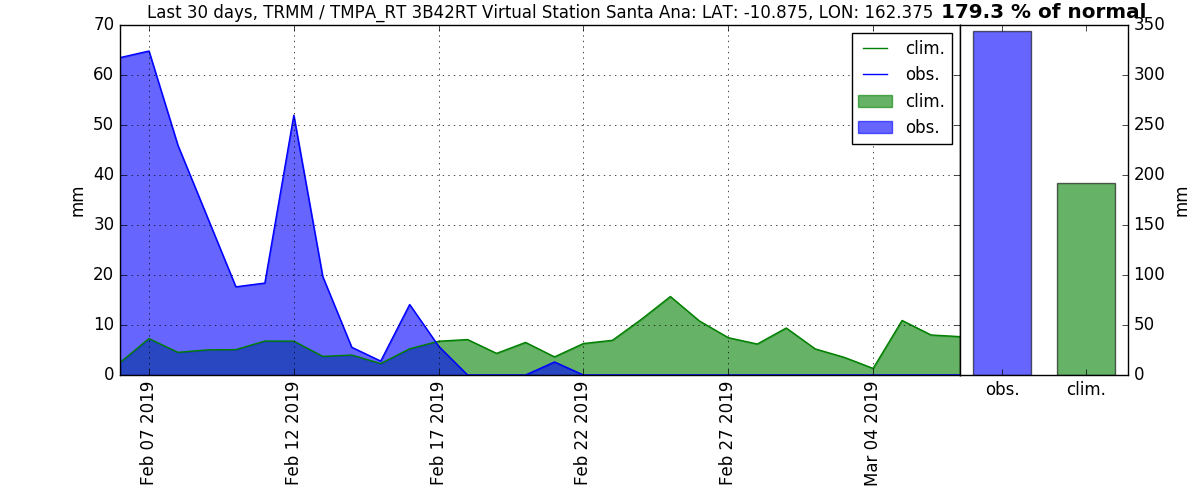 Last 30 days, TRMM / TMPA_RT 3B42RT Virtual Station Santa Ana: LAT: -10.875, LON: 162.375 179.3 % of normal
70
60
50
40
30
20
10
0
mm
clim.
obs.
clim.
obs.
350
300
250
200
150
100
50
0
mm
obs. clim.
Feb 07 2019
Feb 12 2019
Feb 17 2019
Feb 22 2019
Feb 27 2019
Mar 04 2019